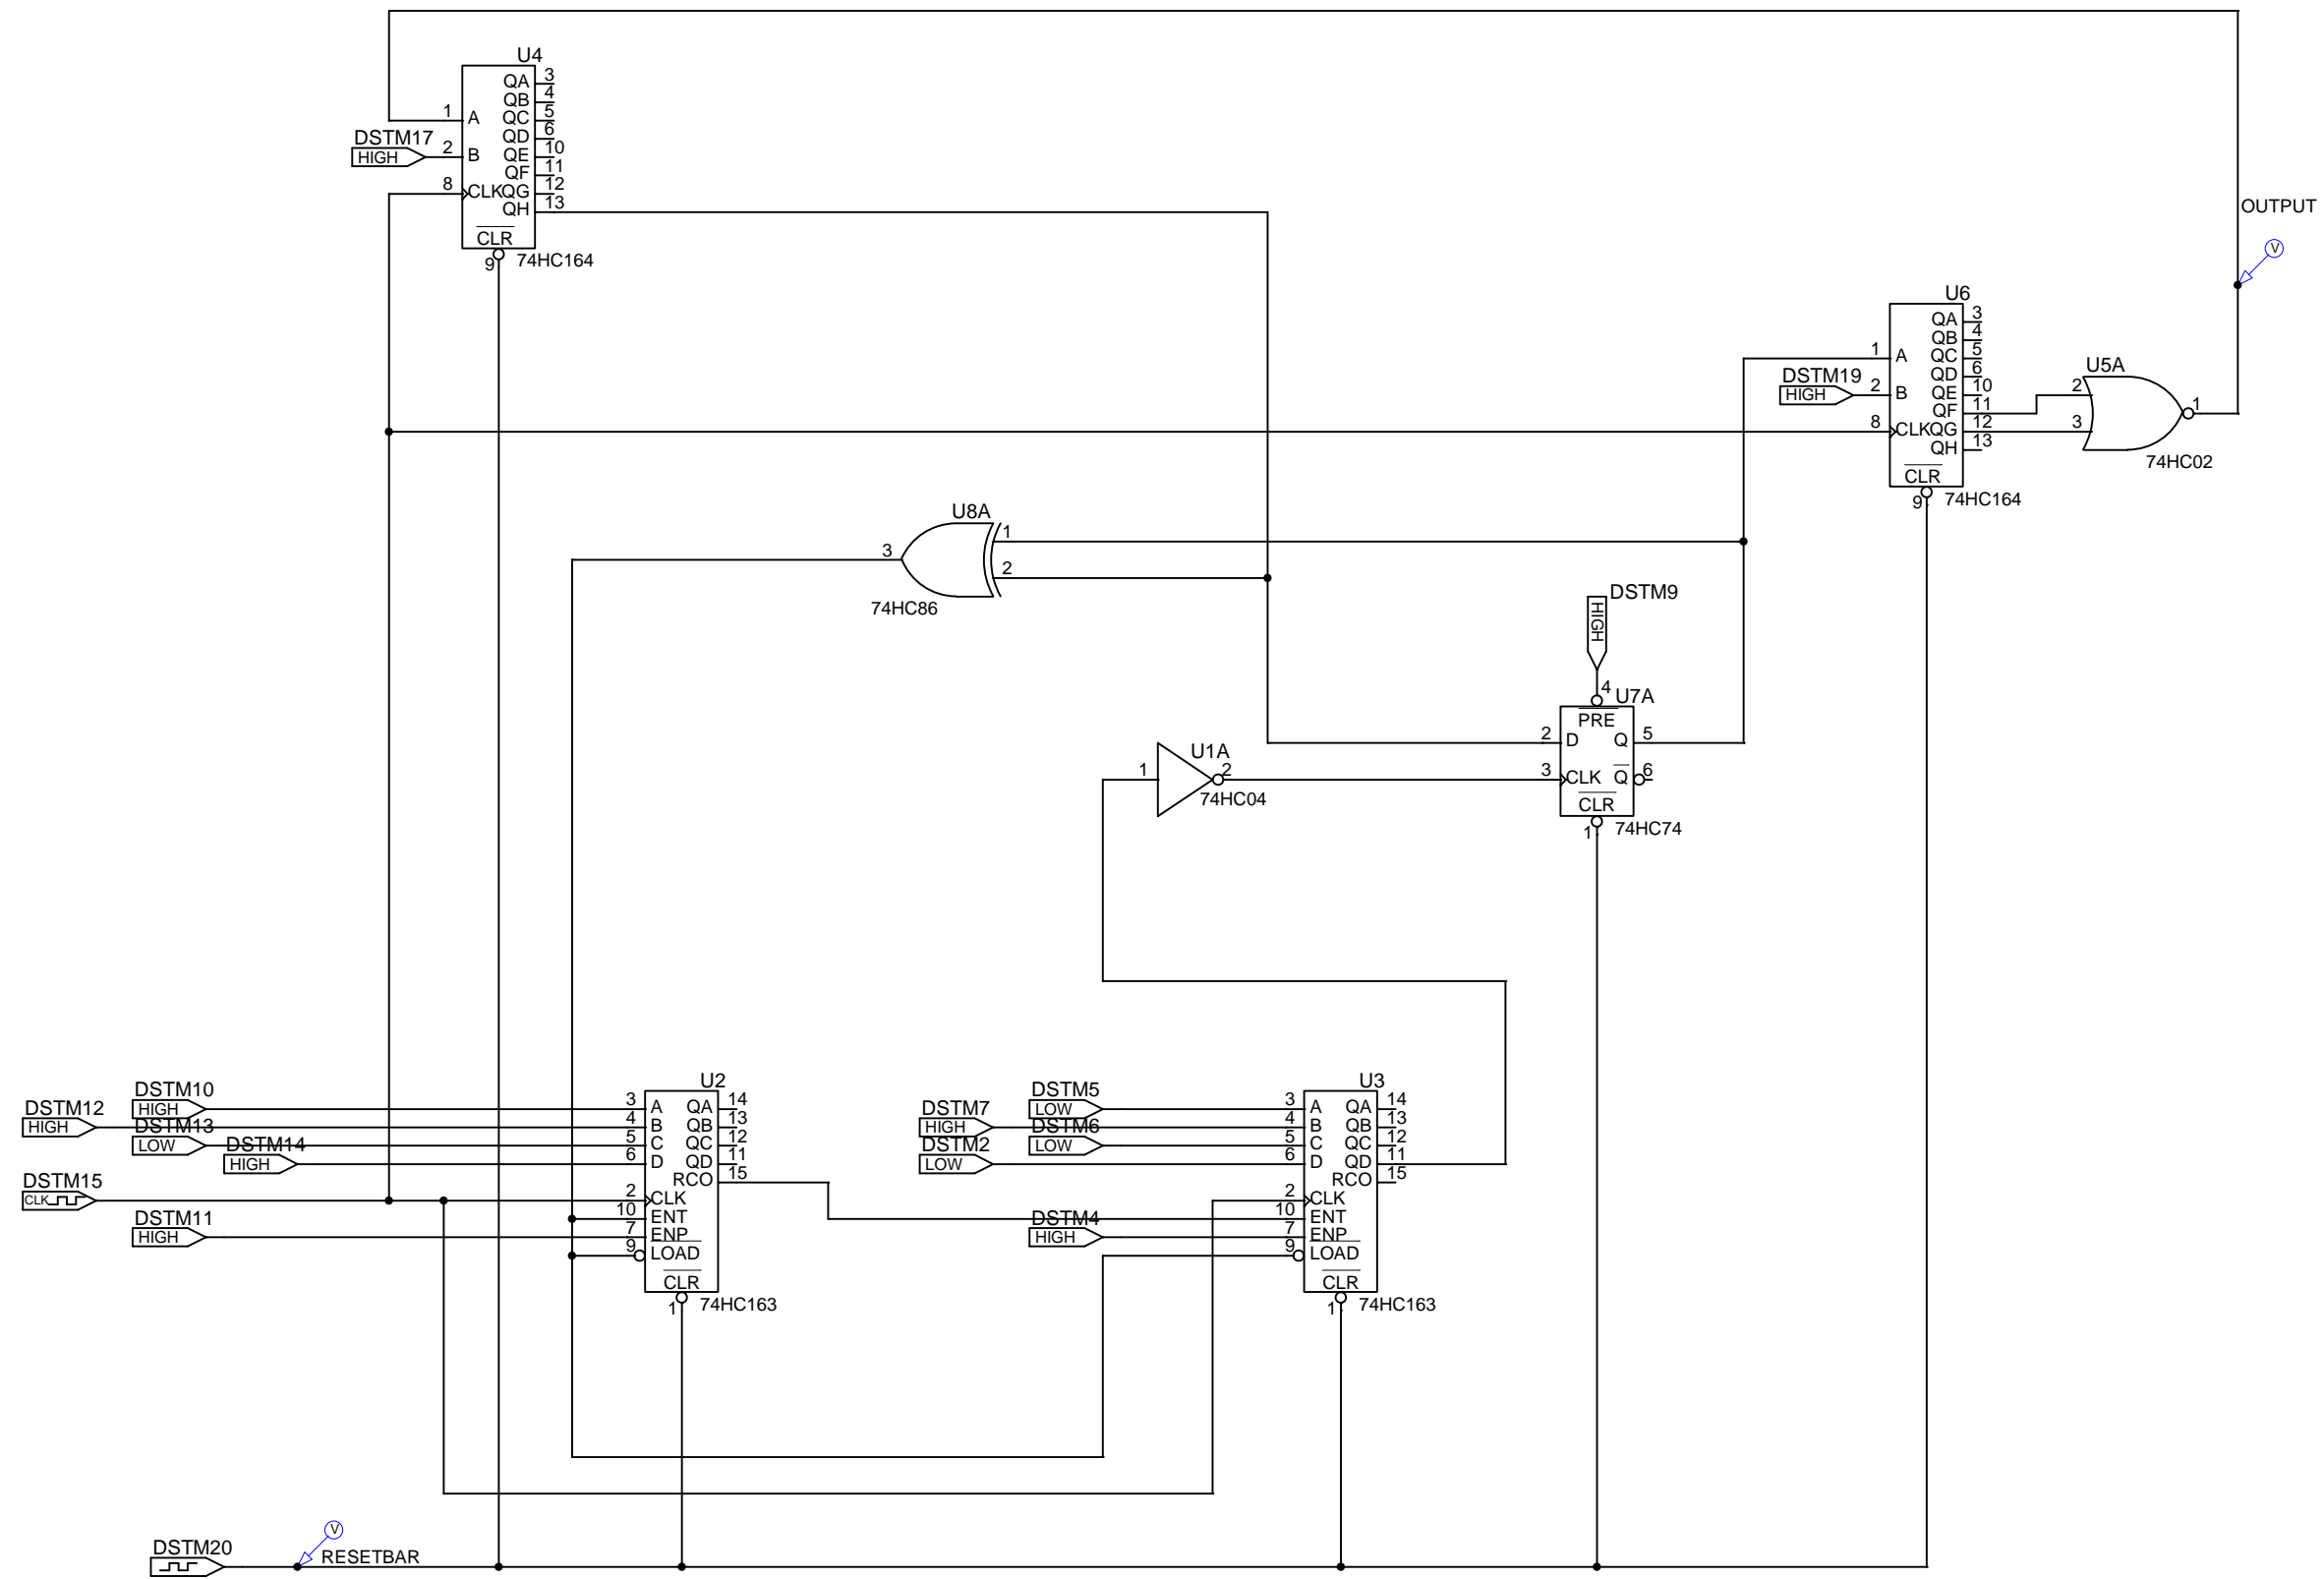 U4
QA 3
QB 4
QC 5
1 A
QD 6
DSTM17
HIGH
2 B
QE 10
QF 11
8 CLK QG 12
QH 13
CLR
9
74HC164
OUTPUT
V
U6
QA 3
QB 4
QC 5
1 A
QD 6
DSTM19
HIGH
2 B
QE 10
QF 11
8 CLK QG 12
QH 13
CLR
9
74HC164
U5A
2
3
1
74HC02
U8A
1
2
3
74HC86
DSTM9
HIGH
4
U7A
PRE
2 D Q 5
3 CLK Q 6
CLR
1
74HC74
U1A
1
2
74HC04
DSTM10
HIGH
DSTM12
HIGH
DSTM13
LOW
DSTM14
HIGH
DSTM15
CLK
DSTM11
HIGH
U2
3 A QA 14
4 B QB 13
5 C QC 12
6 D QD 11
RCO 15
2 CLK
10 ENT
7 ENP
9 LOAD
CLR
1
74HC163
DSTM5
LOW
DSTM7
HIGH
DSTM6
LOW
DSTM2
LOW
DSTM4
HIGH
U3
3 A QA 14
4 B QB 13
5 C QC 12
6 D QD 11
RCO 15
2 CLK
10 ENT
7 ENP
9 LOAD
CLR
1
74HC163
V
DSTM20
RESETBAR